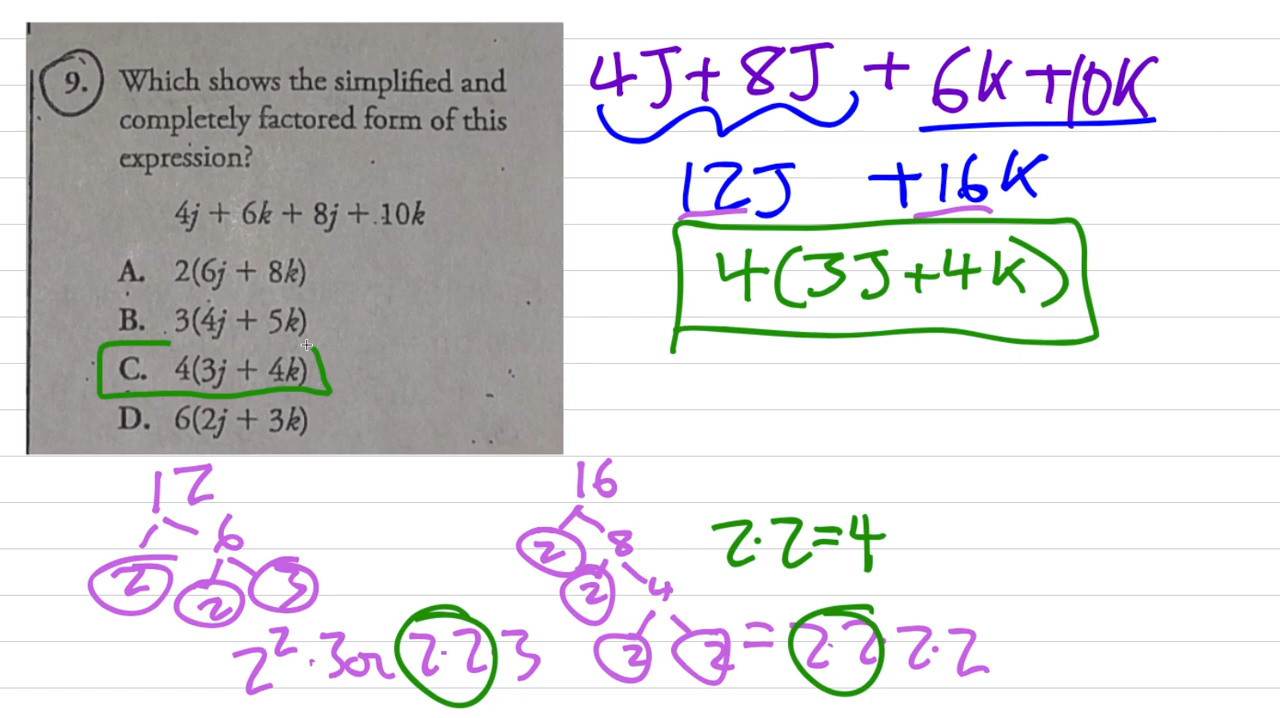 9. Which shows the simplified and
completely factored form of this
expression?
4j + 6k + 8j + 10k
A. 2(6j + 8k)
B. 3(4j + 5k)
C. 4(3j + 4k)
D. 6(2j + 3k)
4J + 8J + 6K + 10K
12J + 16K
4(3J + 4K)
12
6
2
2 3
2² · 3 or 2·2 3
16
2 8
2 4
2 2 = 2·2 2·2
2·2=4